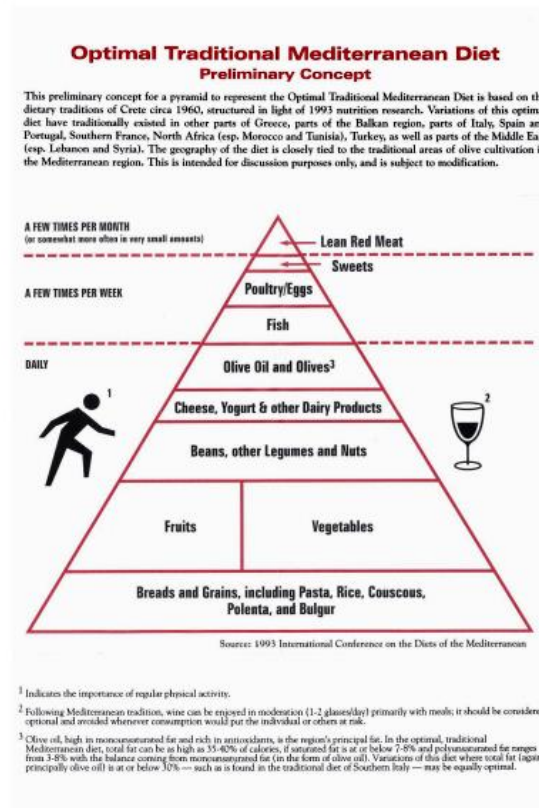 Optimal Traditional Mediterranean Diet
Preliminary Concept
This preliminary concept for a pyramid to represent the Optimal Traditional Mediterranean Diet is based on th
dietary traditions of Crete circa 1960, structured in light of 1993 nutrition research. Variations of this optim
diet have traditionally existed in other parts of Greece, parts of the Balkan region, parts of Italy, Spain an
Portugal, Southern France, North Africa (esp. Morocco and Tunisia), Turkey, as well as parts of the Middle Ea
(esp. Lebanon and Syria). The geography of the diet is closely tied to the traditional areas of olive cultivation i
the Mediterranean region. This is intended for discussion purposes only, and is subject to modification.
A FEW TIMES PER MONTH
(or somewhat more often in very small amounts)
Lean Red Meat
Sweets
A FEW TIMES PER WEEK
Poultry/Eggs
Fish
DAILY
Olive Oil and Olives3
1
2
Cheese, Yogurt & other Dairy Products
Beans, other Legumes and Nuts
Fruits
Vegetables
Breads and Grains, including Pasta, Rice, Couscous,
Polenta, and Bulgur
Source: 1993 International Conference on the Diets of the Mediterranean
1 Indicates the importance of regular physical activity.
2 Following Mediterranean tradition, wine can be enjoyed in moderation (1-2 glasses/day) primarily with meals; it should be considere
optional and avoided whenever consumption would put the individual or others at risk.
3 Olive oil, high in monounsaturated fat and rich in antioxidants, is the region's principal fat. In the optimal, traditional
Mediterranean diet, total fat can be as high as 35-40% of calories, if saturated fat is at or below 7-8% and polyunsaturated fat ranges
from 3-8% with the balance coming from monounsaturated fat (in the form of olive oil). Variations of this diet where total fat (agai
principally olive oil) is at or below 30% — such as is found in the traditional diet of Southern Italy — may be equally optimal.